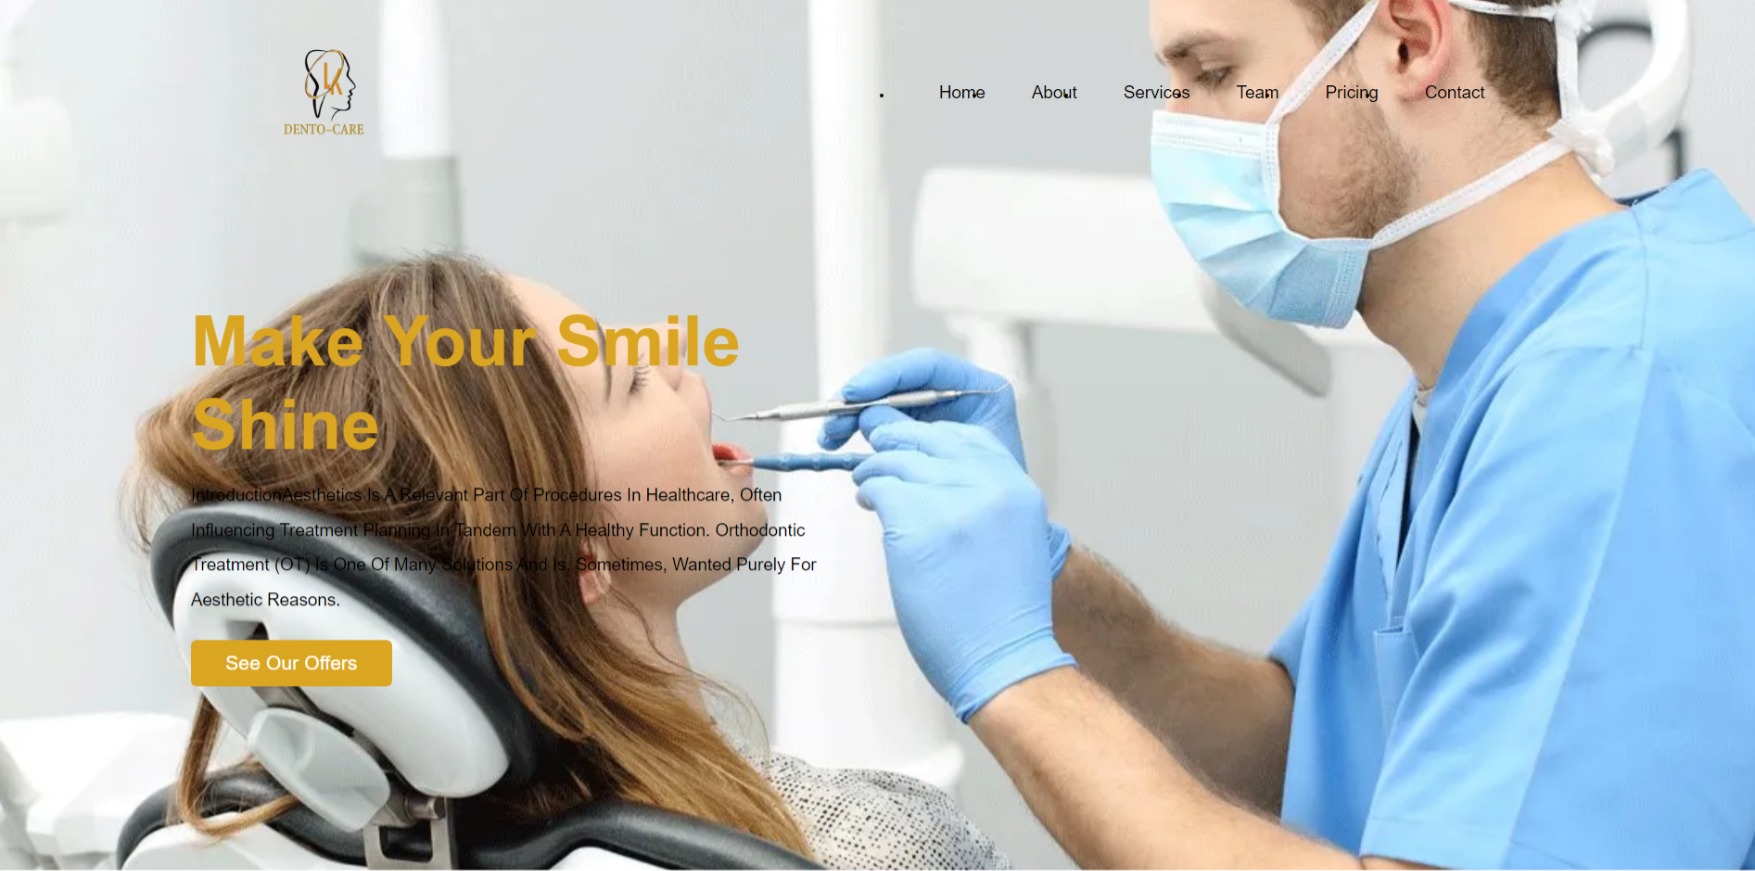 DENTO-CARE
Home About Services Team Pricing Contact
Make Your Smile
Shine
IntroductionAesthetics Is A Relevant Part Of Procedures In Healthcare, Often
Influencing Treatment Planning In Tandem With A Healthy Function. Orthodontic
Treatment (OT) Is One Of Many Solutions And Is, Sometimes, Wanted Purely For
Aesthetic Reasons.
See Our Offers